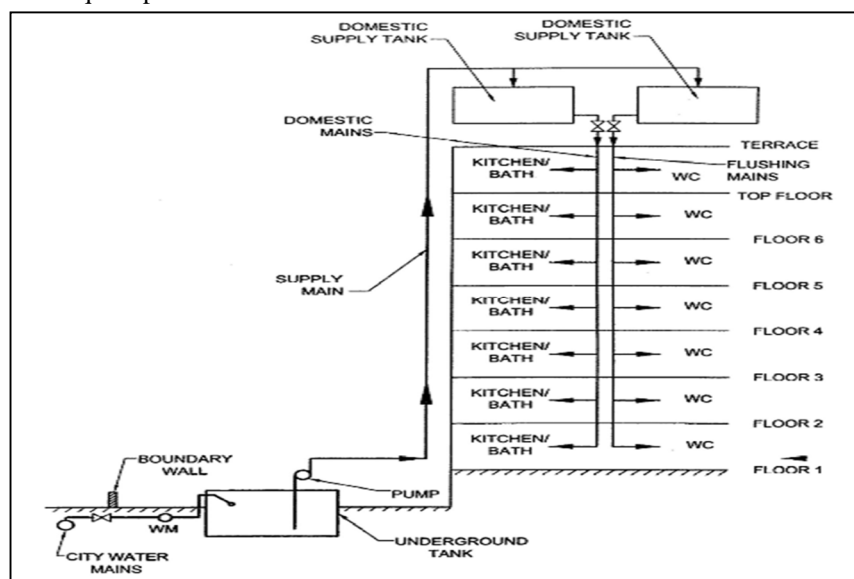 DOMESTIC
SUPPLY TANK
DOMESTIC
SUPPLY TANK
DOMESTIC
MAINS
TERRACE
KITCHEN/
BATH
FLUSHING
MAINS
WC
TOP FLOOR
KITCHEN/
BATH
WC
FLOOR 6
KITCHEN/
BATH
WC
SUPPLY
MAIN
FLOOR 5
KITCHEN/
BATH
WC
FLOOR 4
KITCHEN/
BATH
WC
FLOOR 3
KITCHEN/
BATH
WC
FLOOR 2
KITCHEN/
BATH
WC
BOUNDARY
WALL
FLOOR 1
PUMP
WM
UNDERGROUND
TANK
CITY WATER
MAINS